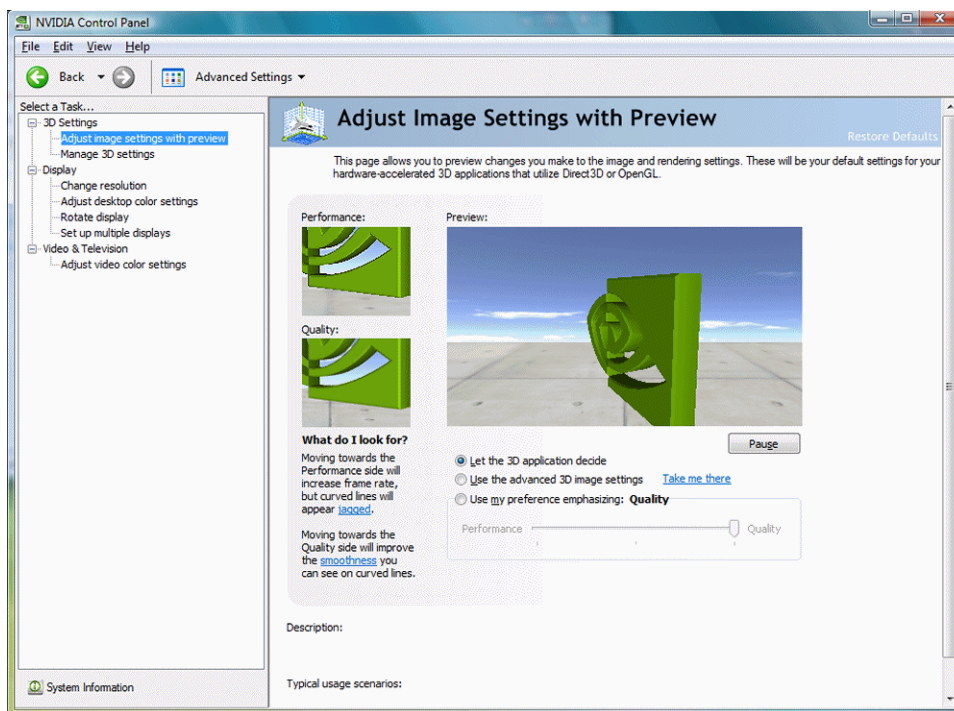 NVIDIA Control Panel
File Edit View Help
Back Advanced Settings
Select a Task...
3D Settings
Adjust image settings with preview
Manage 3D settings
Display
Change resolution
Adjust desktop color settings
Rotate display
Set up multiple displays
Video & Television
Adjust video color settings
System Information
Adjust Image Settings with Preview
Restore Defaults
This page allows you to preview changes you make to the image and rendering settings. These will be your default settings for your
hardware-accelerated 3D applications that utilize Direct3D or OpenGL.
Performance:
Quality:
What do I look for?
Moving towards the
Performance side will
increase frame rate,
but curved lines will
appear jagged.
Moving towards the
Quality side will improve
the smoothness you
can see on curved lines.
Preview:
Pause
Let the 3D application decide
Use the advanced 3D image settings Take me there
Use my preference emphasizing: Quality
Performance Quality
Description:
Typical usage scenarios: